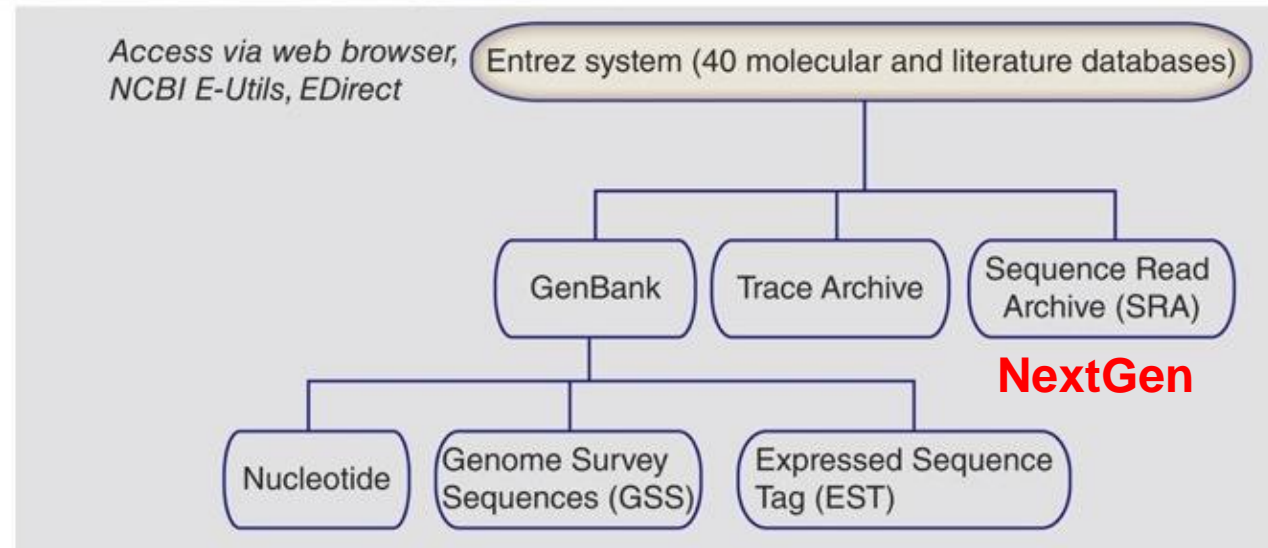 Access via web browser,
NCBI E-Utils, EDirect
Entrez system (40 molecular and literature databases)
GenBank
Trace Archive
Sequence Read
Archive (SRA)
NextGen
Nucleotide
Genome Survey
Sequences (GSS)
Expressed Sequence
Tag (EST)